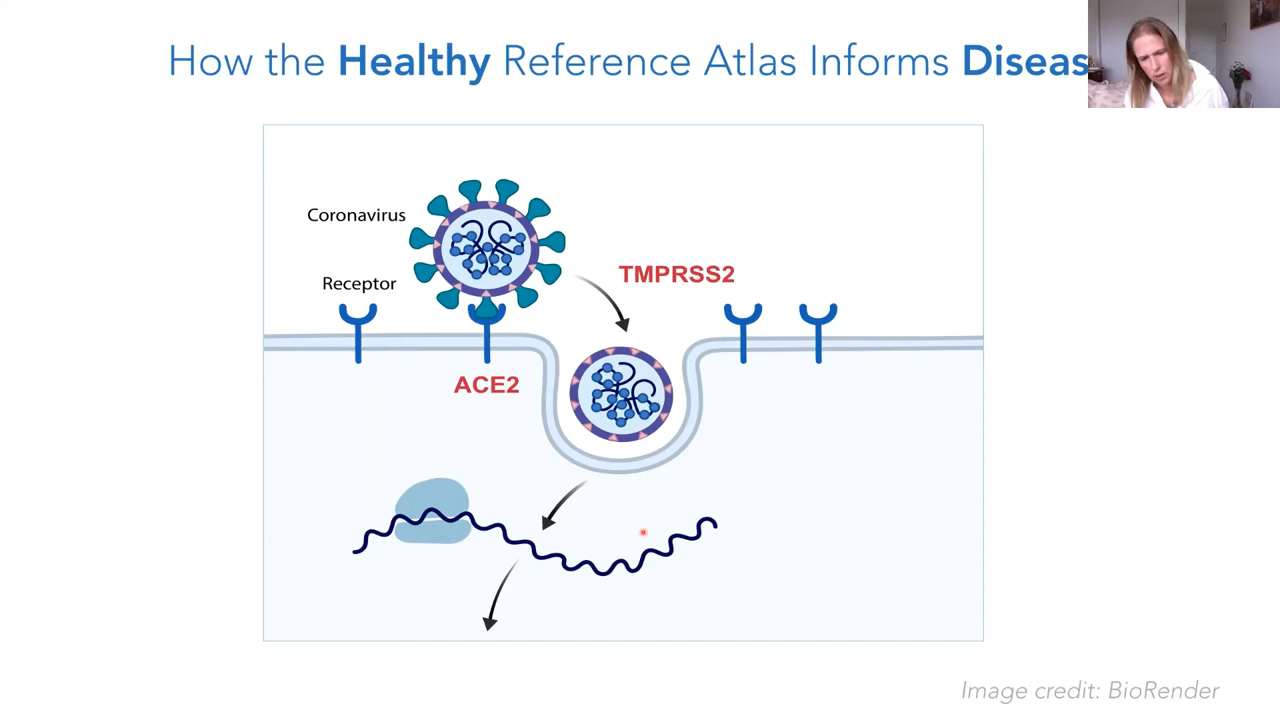 How the Healthy Reference Atlas Informs Diseas
Coronavirus
TMPRSS2
Receptor
ACE2
Image credit: BioRender